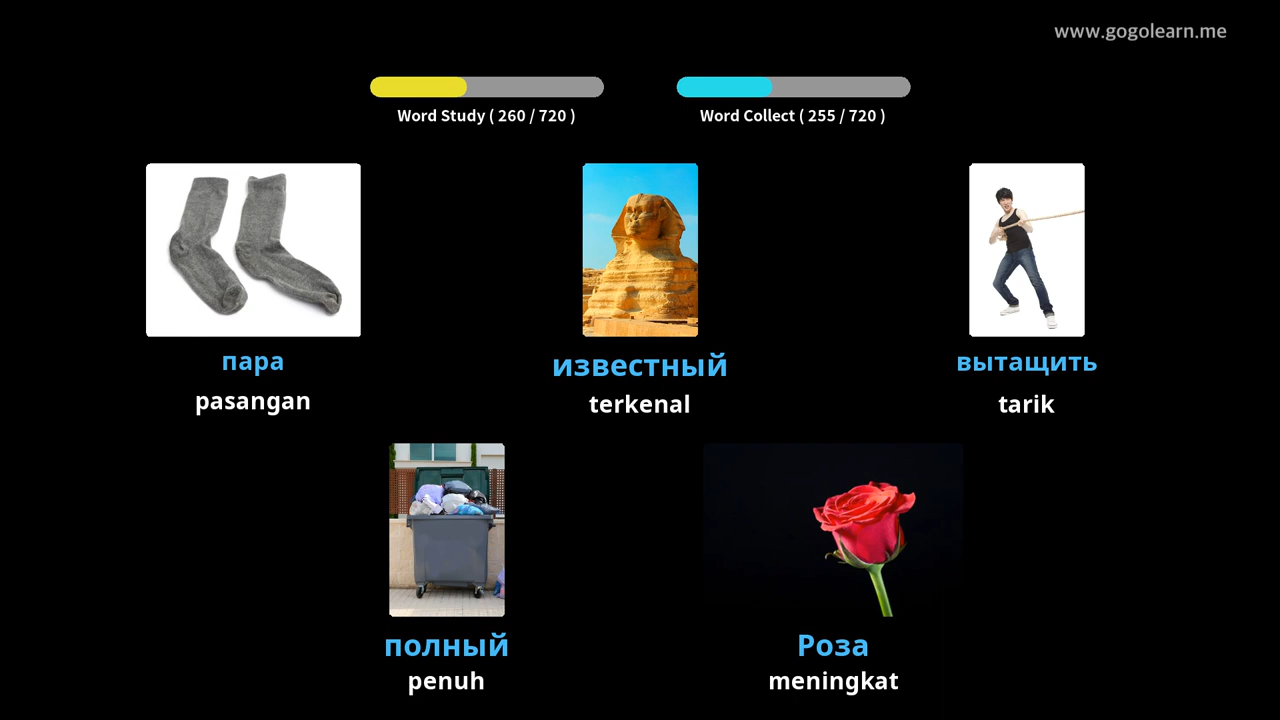 www.gogolearn.me
Word Study ( 260 / 720 )
Word Collect ( 255 / 720 )
пара
pasangan
известный
terkenal
вытащить
tarik
полный
penuh
Роза
meningkat